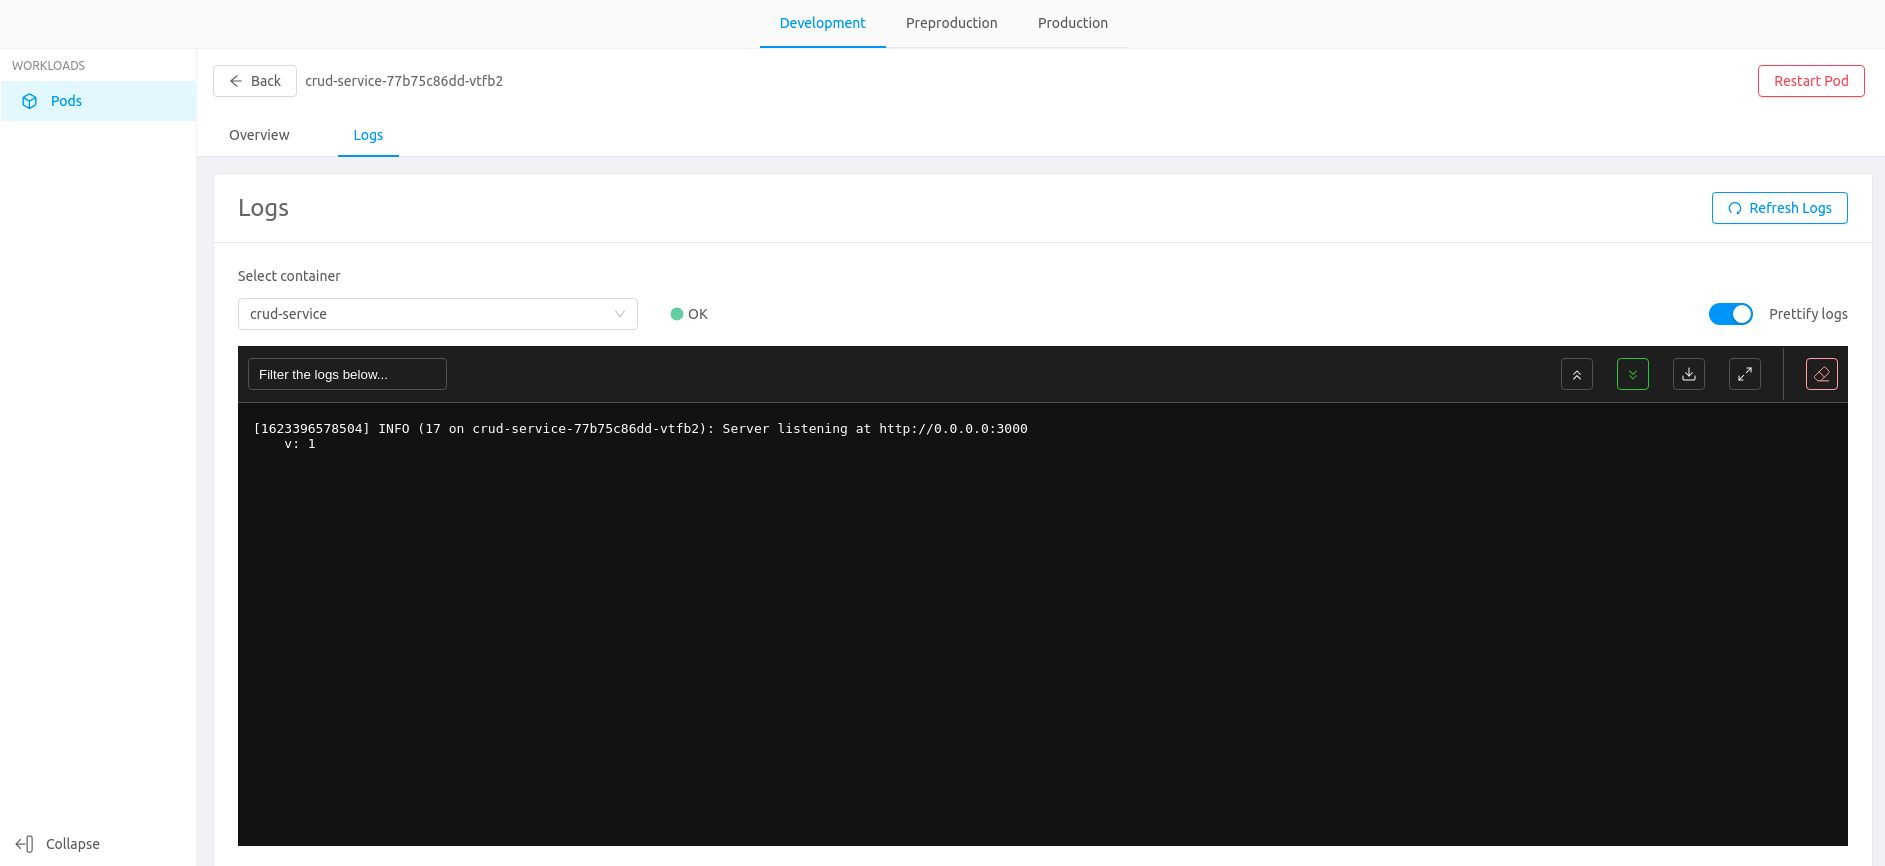 Development Preproduction Production
WORKLOADS
Pods
Back crud-service-77b75c86dd-vtfb2 Restart Pod
Overview Logs
Logs Refresh Logs
Select container
crud-service OK Prettify logs
Filter the logs below...
[1623396578504] INFO (17 on crud-service-77b75c86dd-vtfb2): Server listening at http://0.0.0.0:3000
v: 1
Collapse